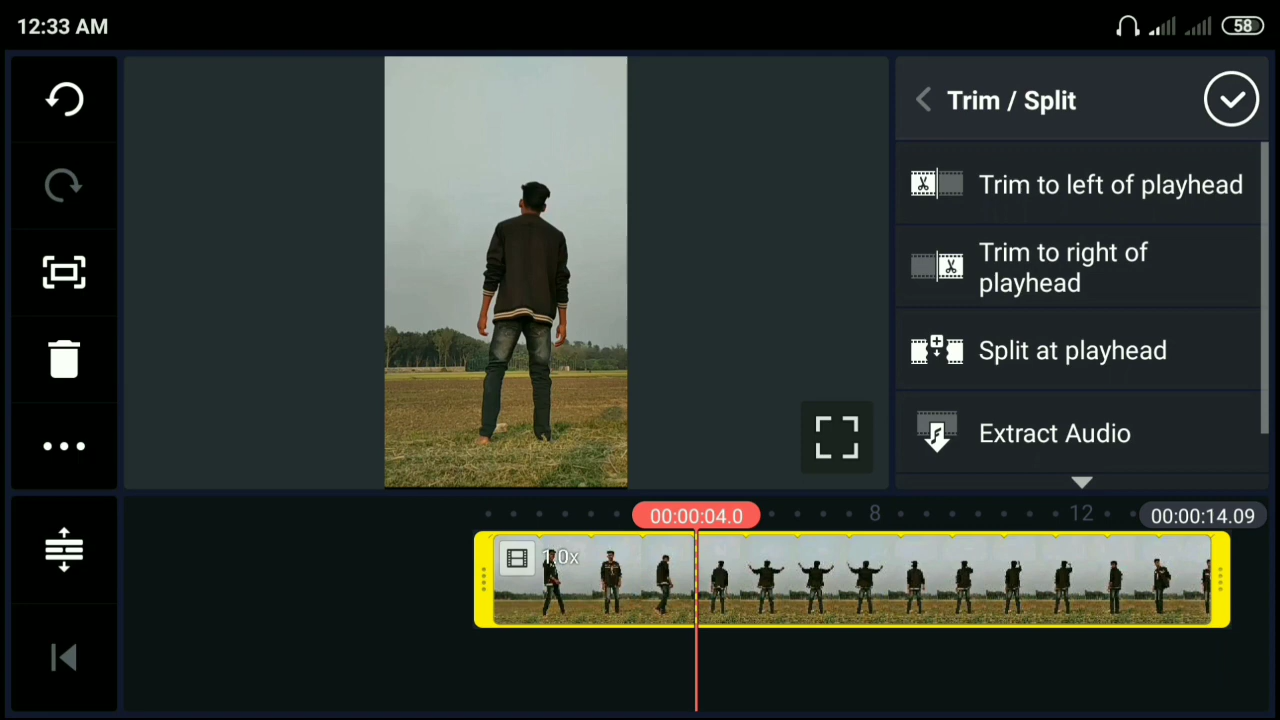 12:33 AM
58
Trim / Split
Trim to left of playhead
Trim to right of
playhead
Split at playhead
Extract Audio
00:00:04.0
8
12
00:00:14.09
1.0x